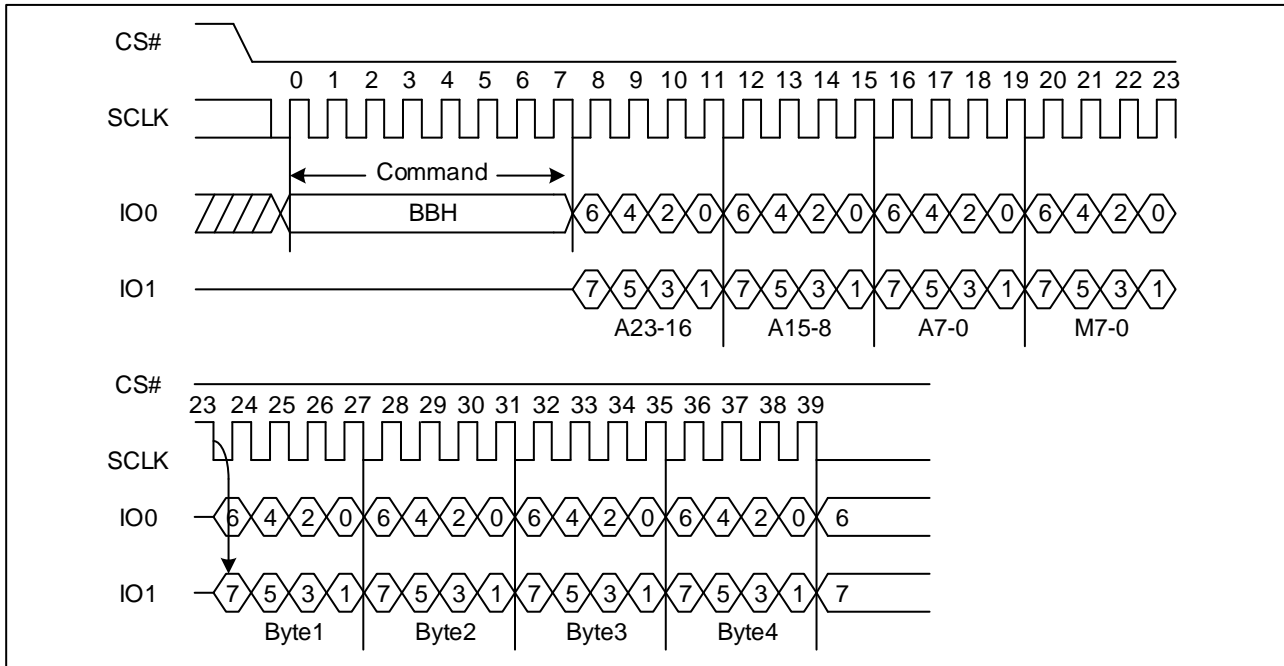 CS#
0 1 2 3 4 5 6 7 8 9 10 11 12 13 14 15 16 17 18 19 20 21 22 23
SCLK
Command
IO0 BBH 6 4 2 0 6 4 2 0 6 4 2 0 6 4 2 0
IO1 7 5 3 1 7 5 3 1 7 5 3 1 7 5 3 1
A23-16 A15-8 A7-0 M7-0
CS#
23 24 25 26 27 28 29 30 31 32 33 34 35 36 37 38 39
SCLK
IO0 6 4 2 0 6 4 2 0 6 4 2 0 6 4 2 0 6
IO1 7 5 3 1 7 5 3 1 7 5 3 1 7 5 3 1 7
Byte1 Byte2 Byte3 Byte4